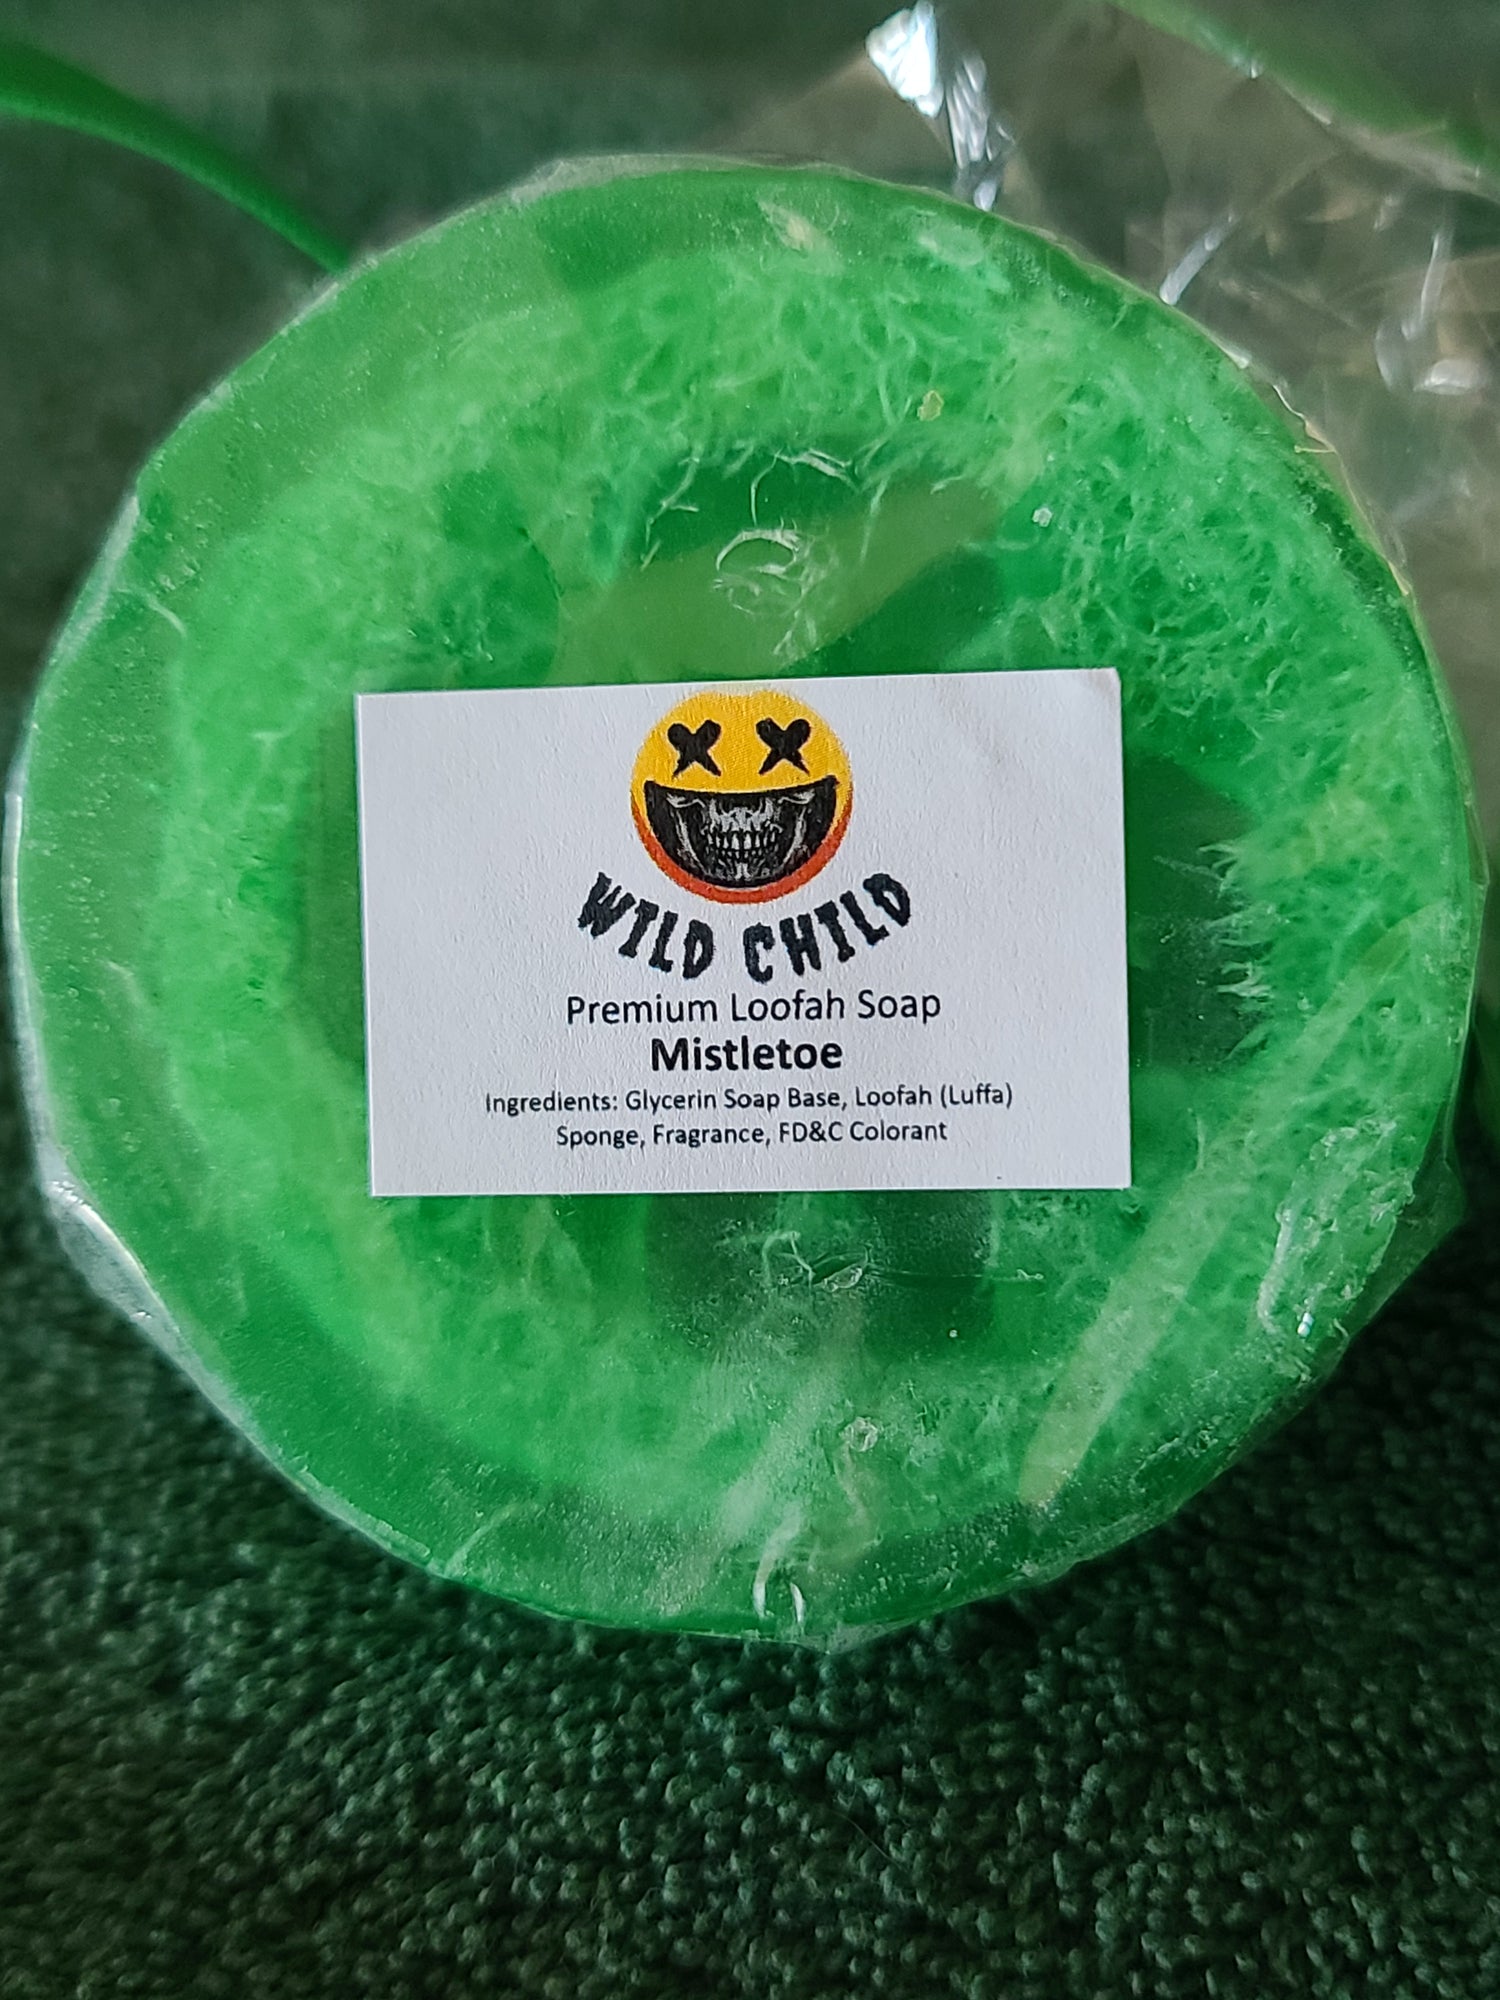 WILD CHILD
Premium Loofah Soap
Mistletoe
Ingredients: Glycerin Soap Base, Loofah (Luffa)
Sponge, Fragrance, FD&C Colorant